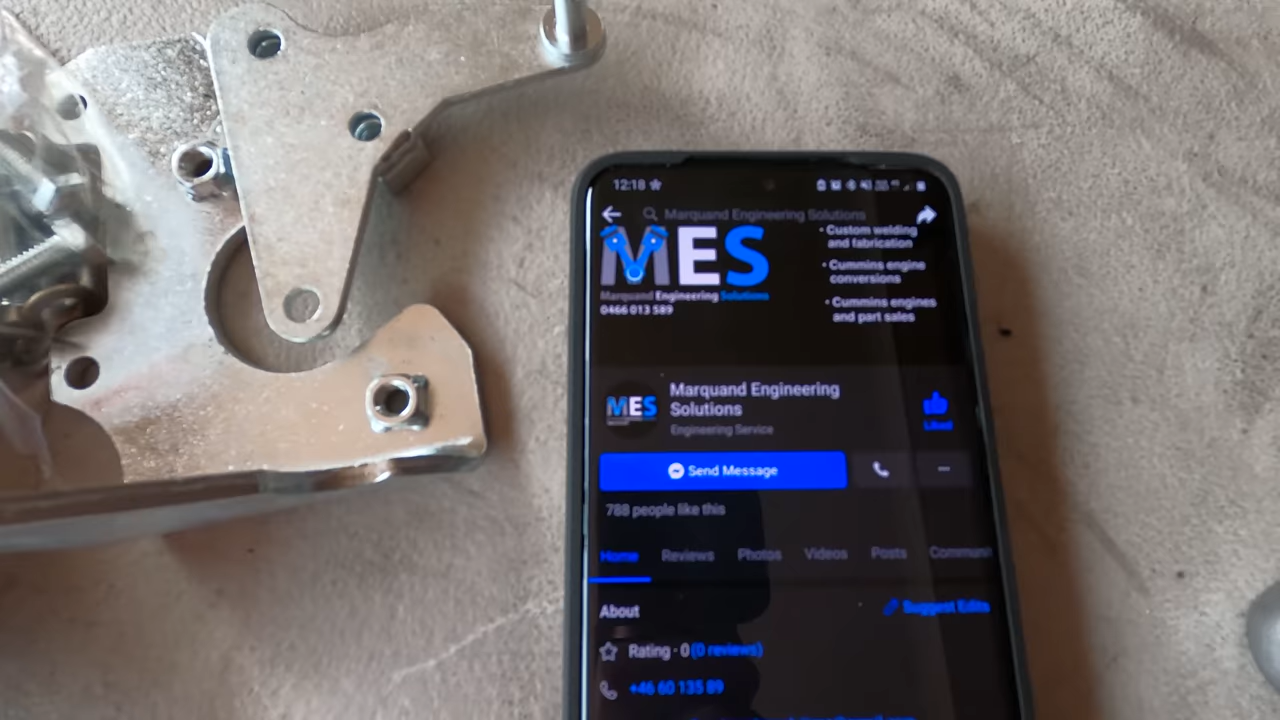 12:18
Marquand Engineering Solutions
MES
Marquand Engineering Solutions
0466 013 589
• Custom welding
and fabrication
• Cummins engine
conversions
• Cummins engines
and part sales
MES
Marquand Engineering
Solutions
Engineering Service
Liked
Send Message
788 people like this
Home Reviews Photos Videos Posts Commun
About
Suggest Edits
Rating · 0 (0 reviews)
+46 60 135 89